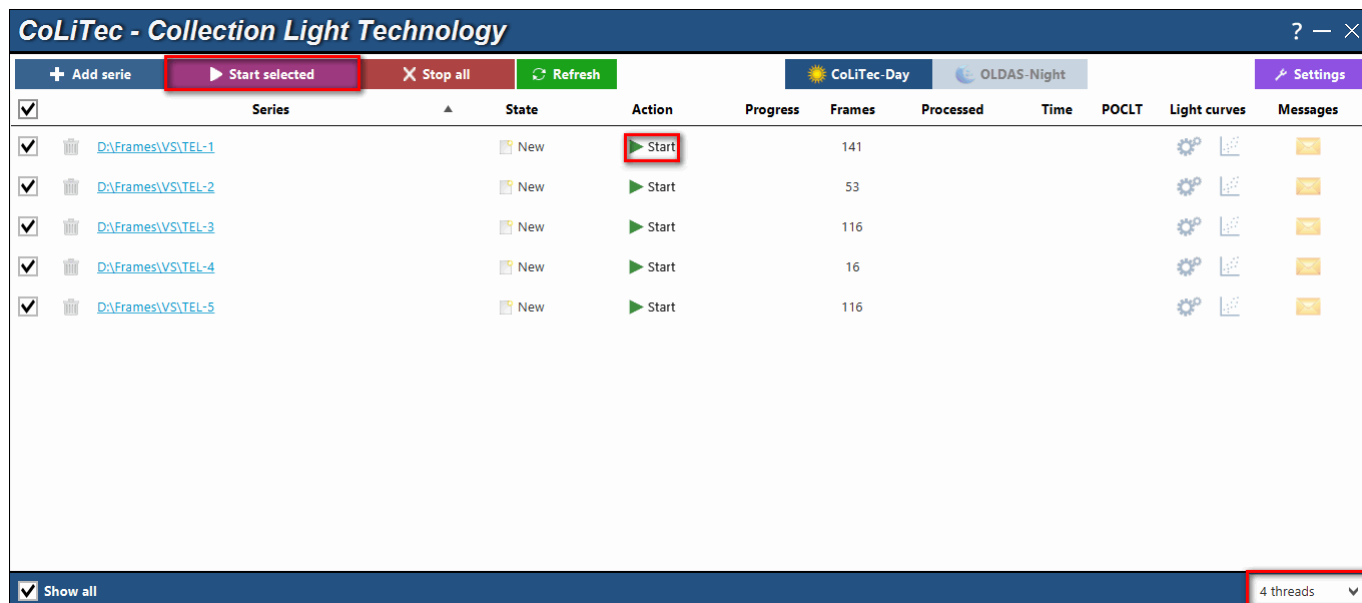 CoLiTec - Collection Light Technology ?
Add serie Start selected Stop all Refresh CoLiTec-Day OLDAS-Night Settings
Series State Action Progress Frames Processed Time POCLT Light curves Messages
D:\Frames\VS\TEL-1 New Start 141
D:\Frames\VS\TEL-2 New Start 53
D:\Frames\VS\TEL-3 New Start 116
D:\Frames\VS\TEL-4 New Start 16
D:\Frames\VS\TEL-5 New Start 116
Show all 4 threads